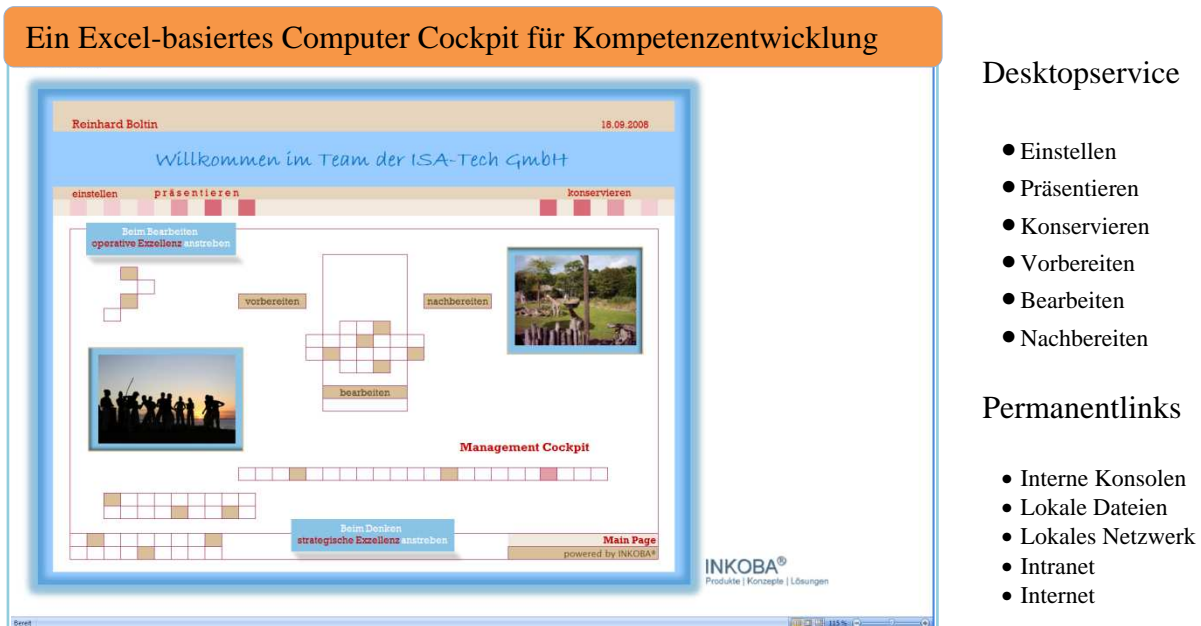 Ein Excel-basiertes Computer Cockpit für Kompetenzentwicklung
Reinhard Boltin
18.09.2008
Willkommen im Team der ISA-Tech GmbH
einstellen
präsentieren
konservieren
Beim Bearbeiten
operative Exzellenz anstreben
vorbereiten
nachbereiten
bearbeiten
Management Cockpit
Beim Denken
strategische Exzellenz anstreben
Main Page
powered by INKOBA®
INKOBA®
Produkte | Konzepte | Lösungen
Bereit
115 %
Desktopservice
• Einstellen
• Präsentieren
• Konservieren
• Vorbereiten
• Bearbeiten
• Nachbereiten
Permanentlinks
• Interne Konsolen
• Lokale Dateien
• Lokales Netzwerk
• Intranet
• Internet